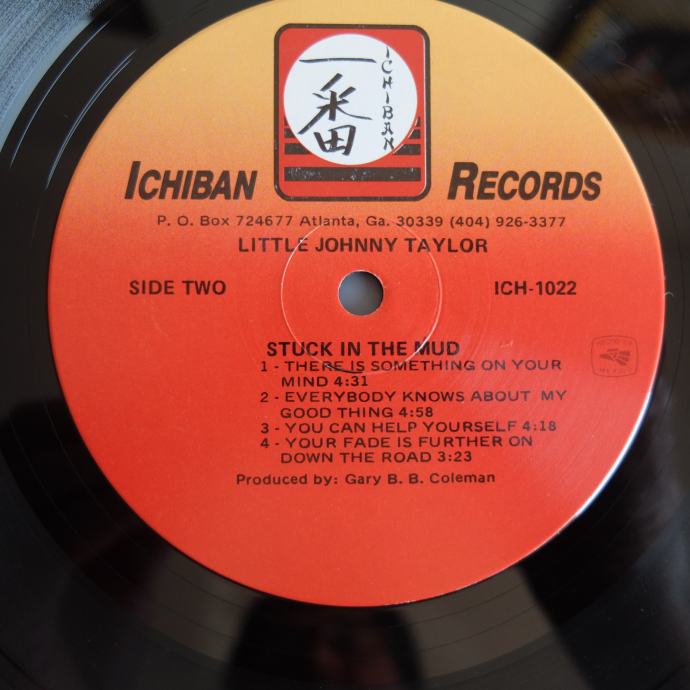 一番
ICHIBAN
ICHIBAN RECORDS
P. O. Box 724677 Atlanta, Ga. 30339 (404) 926-3377
LITTLE JOHNNY TAYLOR
SIDE TWO
ICH-1022
STUCK IN THE MUD
1 - THERE IS SOMETHING ON YOUR
MIND 4:31
2 - EVERYBODY KNOWS ABOUT MY
GOOD THING 4:58
3 - YOU CAN HELP YOURSELF 4:18
4 - YOUR FADE IS FURTHER ON
DOWN THE ROAD 3:23
Produced by: Gary B. B. Coleman